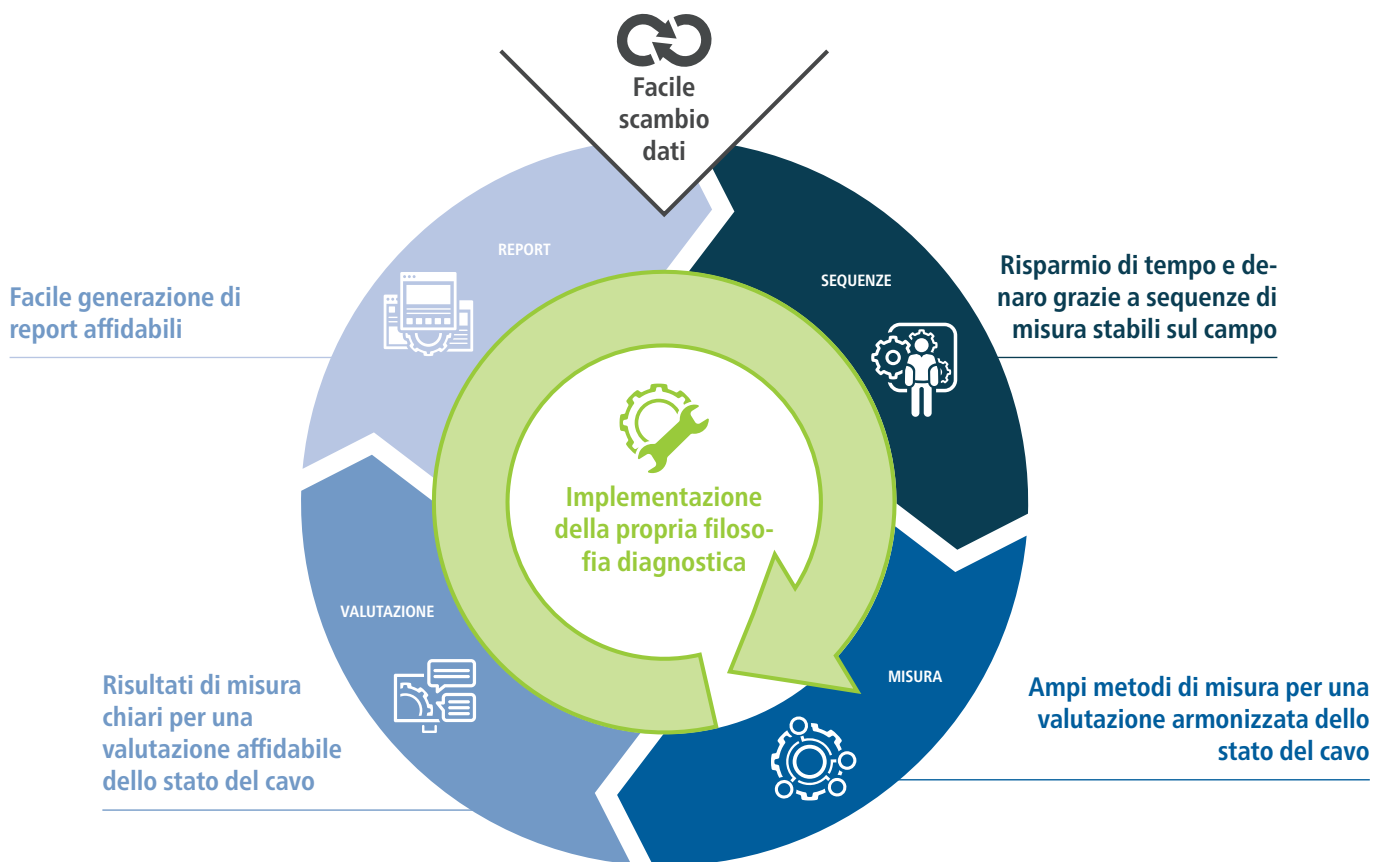 Facile
scambio
dati
REPORT
Facile generazione di
report affidabili
SEQUENZE
Risparmio di tempo e de-
naro grazie a sequenze di
misura stabili sul campo
Implementazione
della propria filoso-
fia diagnostica
VALUTAZIONE
Risultati di misura
chiari per una
valutazione affidabile
dello stato del cavo
MISURA
Ampi metodi di misura per una
valutazione armonizzata dello
stato del cavo